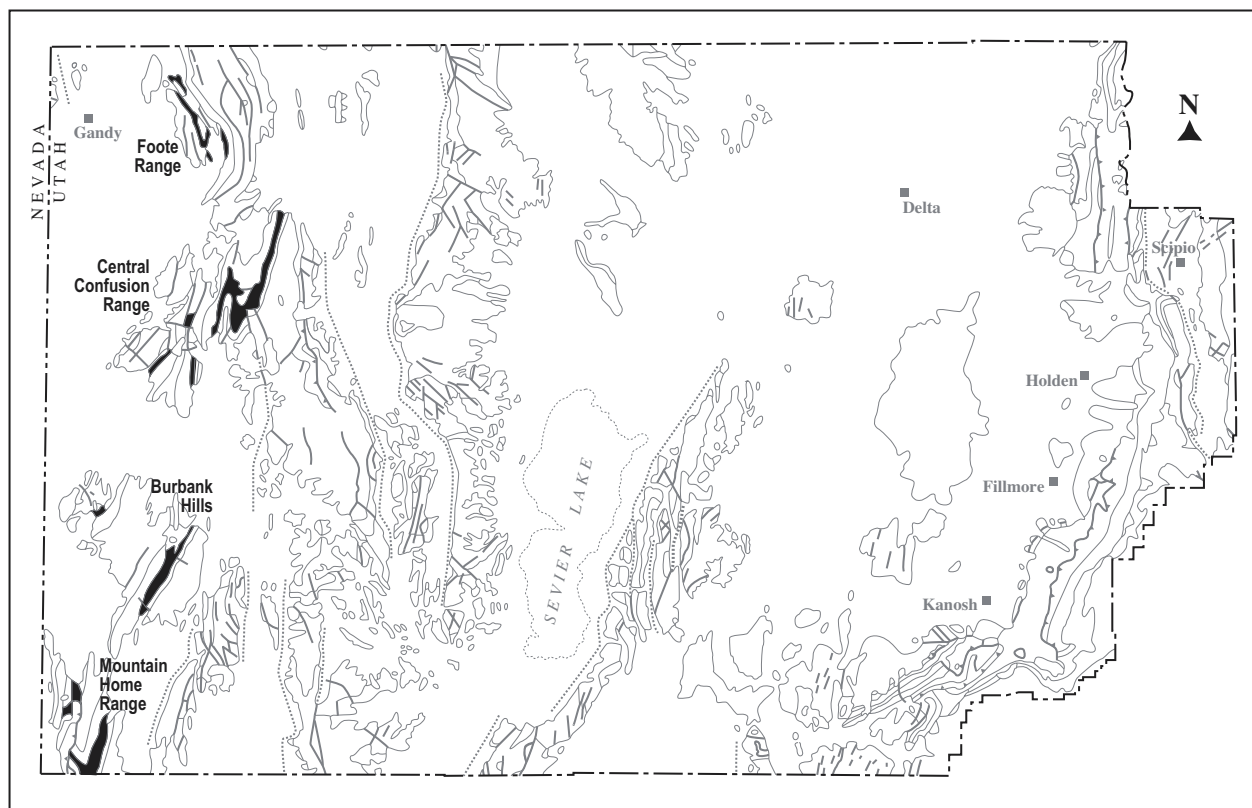 N
NEVADA
UTAH
Gandy
Foote
Range
Delta
Scipio
Central
Confusion
Range
Holden
Burbank
Hills
Fillmore
SEVIER LAKE
Kanosh
Mountain
Home
Range